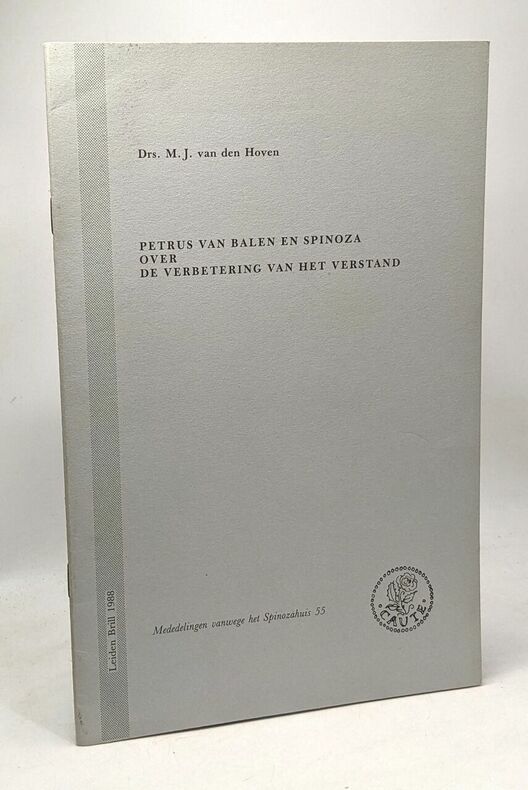 Drs. M. J. van den Hoven
PETRUS VAN BALEN EN SPINOZA
OVER
DE VERBETERING VAN HET VERSTAND
Mededelingen vanwege het Spinozahuis 55
CAUTE
Leiden Brill 1988